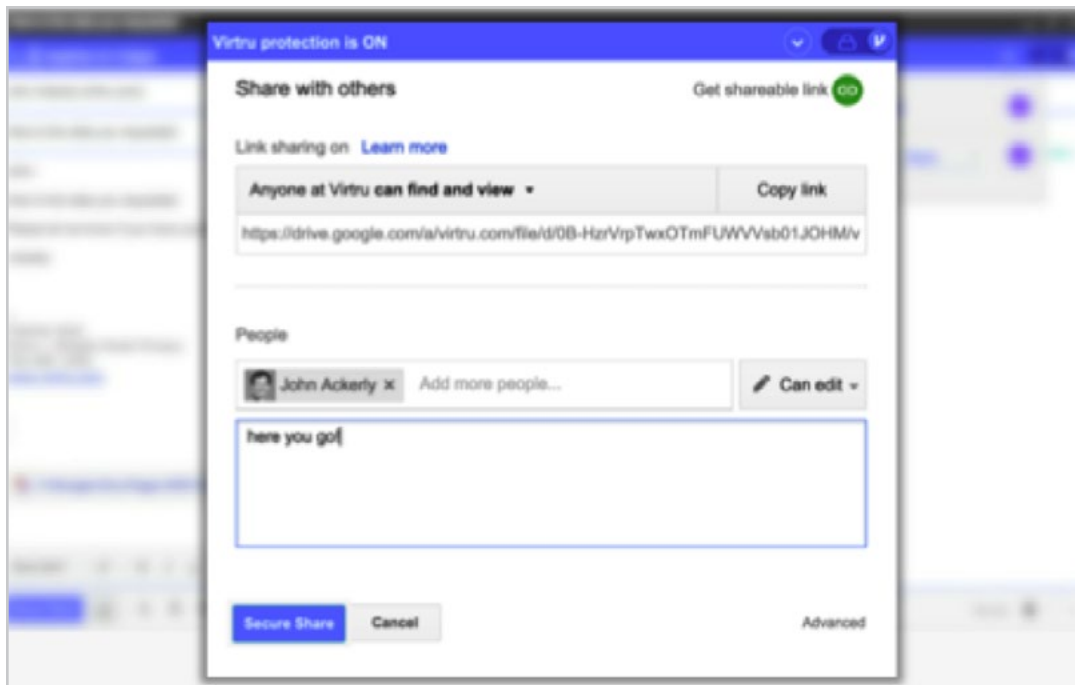 Virtru protection is ON
Share with others
Get shareable link
Link sharing on Learn more
Anyone at Virtru can find and view
Copy link
https://drive.google.com/a/virtru.com/file/d/0B-HzrVrpTwxOTmFUWVVsb01JOHM/v
People
John Ackerly × Add more people...
Can edit
here you go!
Secure Share
Cancel
Advanced